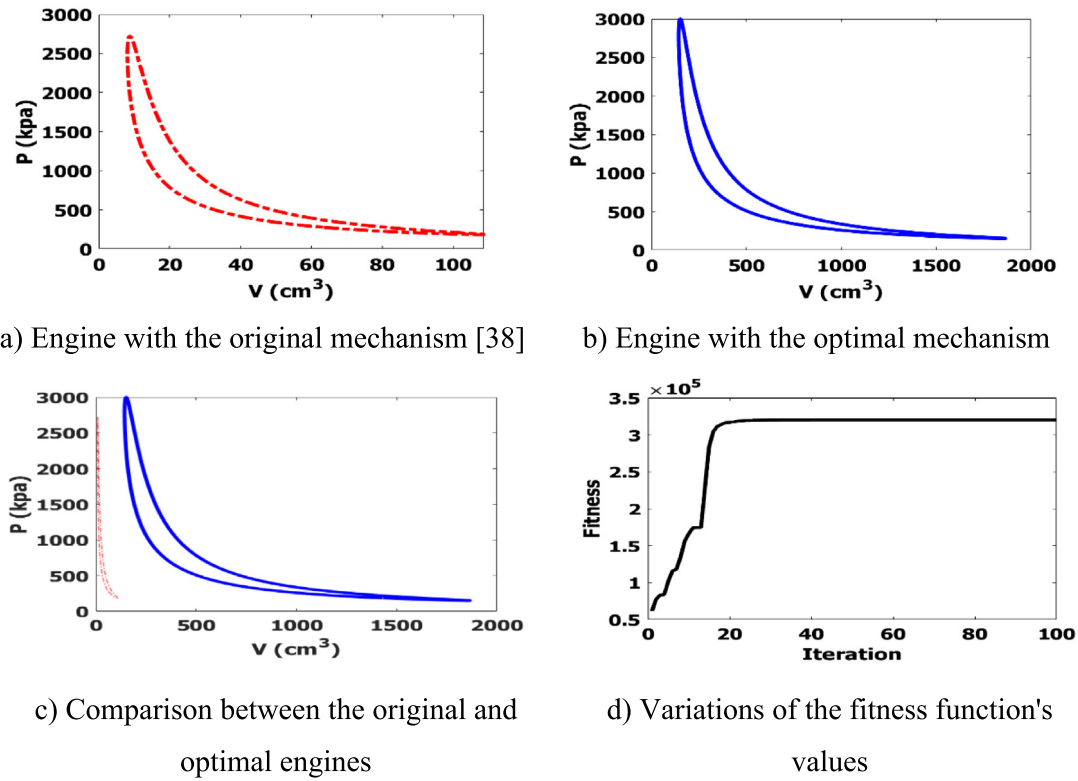 3000
2500
2000
1500
1000
500
0
P (kpa)
0 20 40 60 80 100
V (cm³)
a) Engine with the original mechanism [38]
3000
2500
2000
1500
1000
500
0
P (kpa)
0 500 1000 1500 2000
V (cm³)
b) Engine with the optimal mechanism
3000
2500
2000
1500
1000
500
0
P (kpa)
0 500 1000 1500 2000
V (cm³)
c) Comparison between the original and
optimal engines
× 10⁵
3.5
3
2.5
2
1.5
1
0.5
Fitness
0 20 40 60 80 100
Iteration
d) Variations of the fitness function's
values